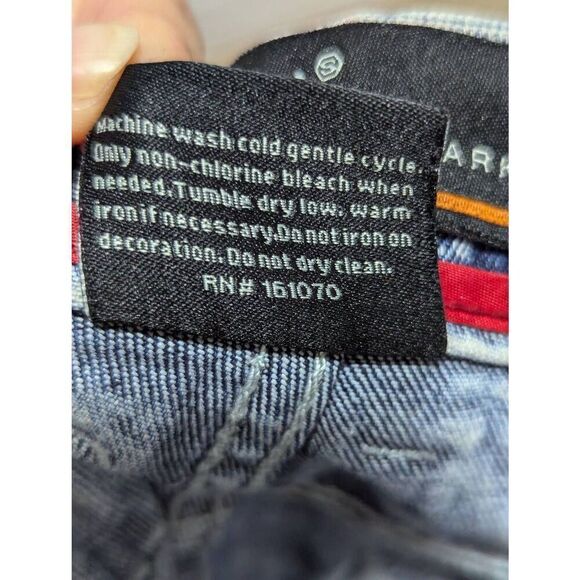 Machine wash cold gentle cycle.
Only non-chlorine bleach when
needed.Tumble dry low. warm
iron if necessary.Do not iron on
decoration. Do not dry clean.
RN# 161070
S
ARK